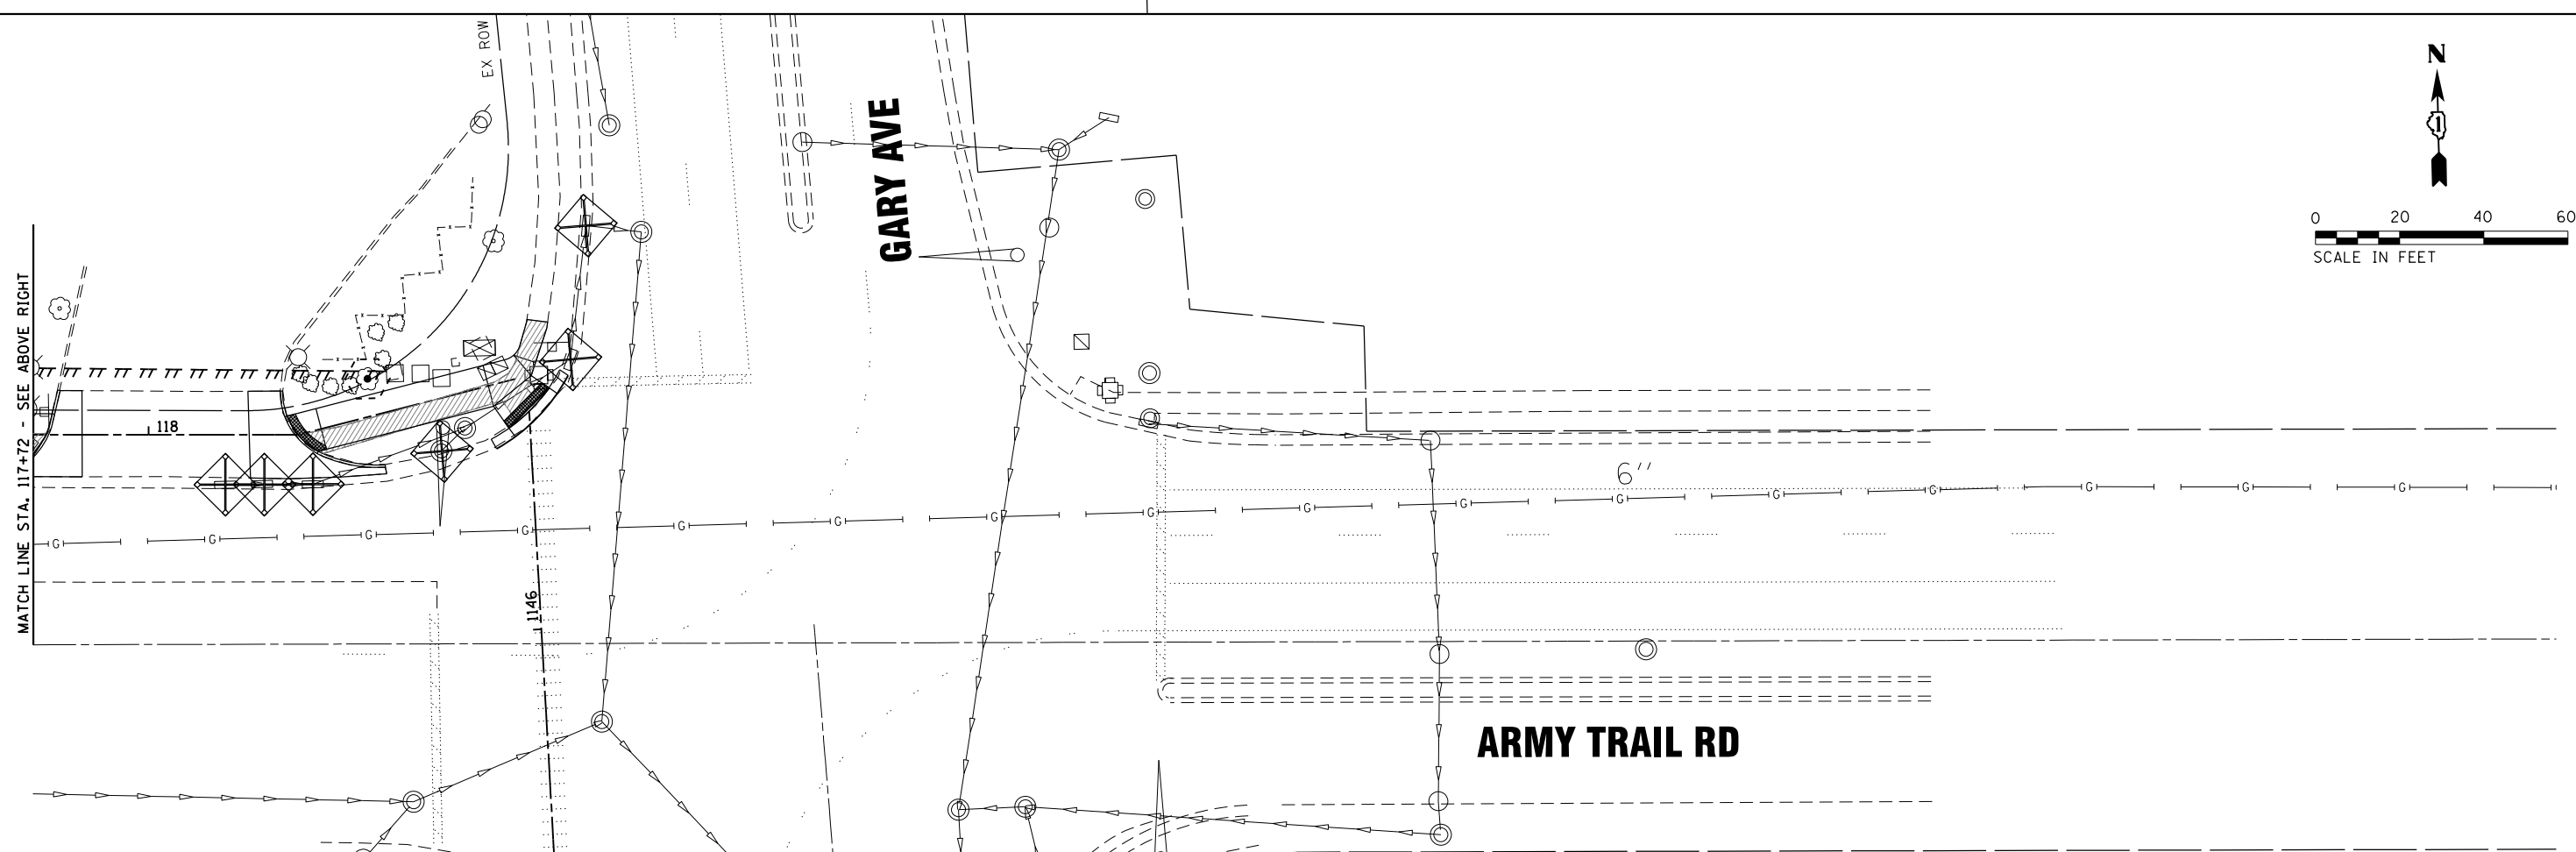 EX ROW
N
1
GARY AVE
0 20 40 60
SCALE IN FEET
MATCH LINE STA. 117+72 - SEE ABOVE RIGHT
118
6"
G G G G G G G G G G G G G G G G
1146
ARMY TRAIL RD